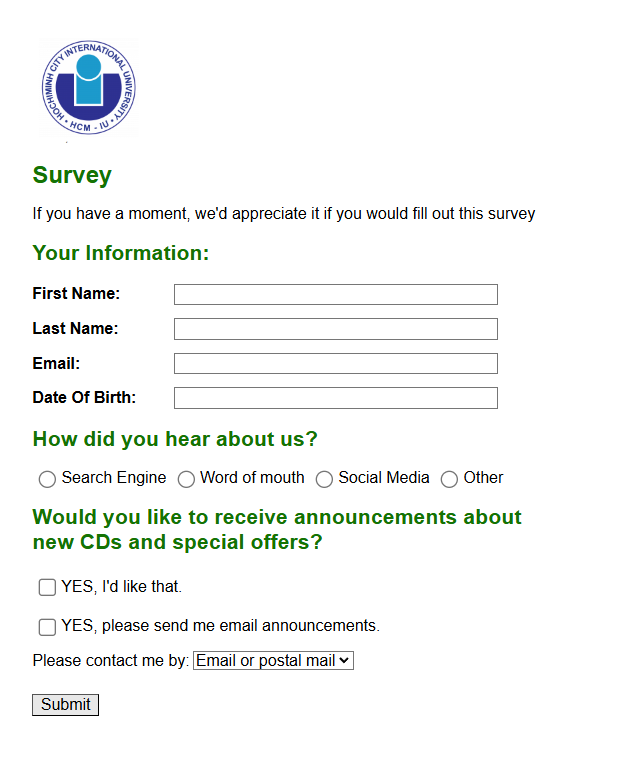 HOCHIMINH CITY INTERNATIONAL UNIVERSITY
• HCM - IU •
Survey
If you have a moment, we'd appreciate it if you would fill out this survey
Your Information:
First Name:
Last Name:
Email:
Date Of Birth:
How did you hear about us?
Search Engine Word of mouth Social Media Other
Would you like to receive announcements about
new CDs and special offers?
YES, I'd like that.
YES, please send me email announcements.
Please contact me by: Email or postal mail
Submit